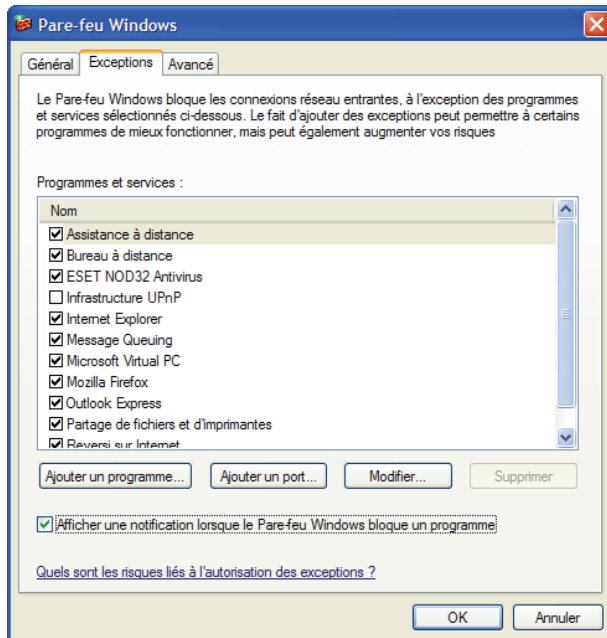 Pare-feu Windows
Général Exceptions Avancé
Le Pare-feu Windows bloque les connexions réseau entrantes, à l'exception des programmes
et services sélectionnés ci-dessous. Le fait d'ajouter des exceptions peut permettre à certains
programmes de mieux fonctionner, mais peut également augmenter vos risques
Programmes et services :
Nom
Assistance à distance
Bureau à distance
ESET NOD32 Antivirus
Infrastructure UPnP
Internet Explorer
Message Queuing
Microsoft Virtual PC
Mozilla Firefox
Outlook Express
Partage de fichiers et d'imprimantes
Reversi sur Internet
Ajouter un programme... Ajouter un port... Modifier... Supprimer
Afficher une notification lorsque le Pare-feu Windows bloque un programme
Quels sont les risques liés à l'autorisation des exceptions ?
OK Annuler